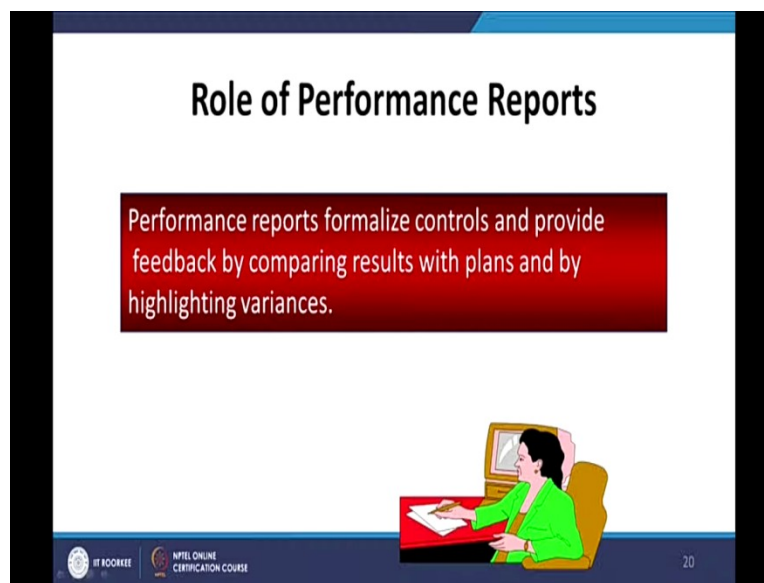 Role of Performance Reports
Performance reports formalize controls and provide
feedback by comparing results with plans and by
highlighting variances.
IIT ROORKEE
NPTEL ONLINE
CERTIFICATION COURSE
20